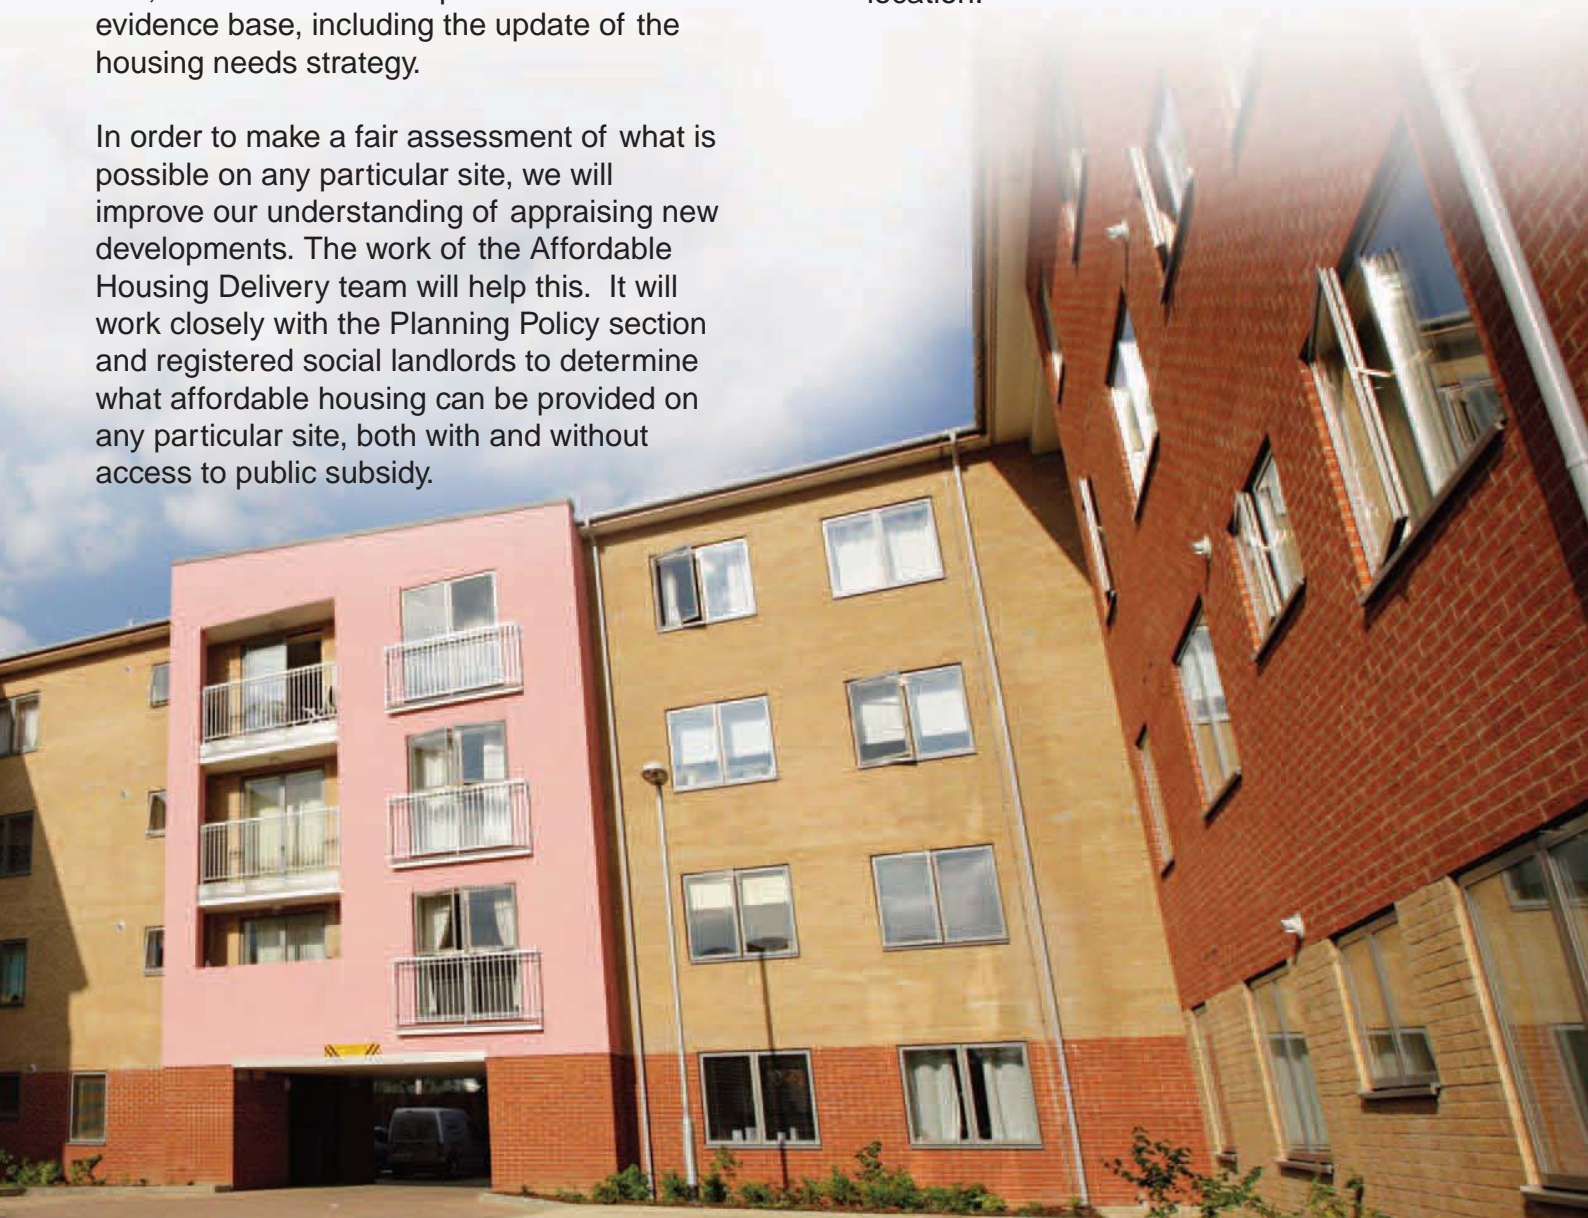 evidence base, including the update of the
housing needs strategy.
In order to make a fair assessment of what is
possible on any particular site, we will
improve our understanding of appraising new
developments. The work of the Affordable
Housing Delivery team will help this. It will
work closely with the Planning Policy section
and registered social landlords to determine
what affordable housing can be provided on
any particular site, both with and without
access to public subsidy.
location.